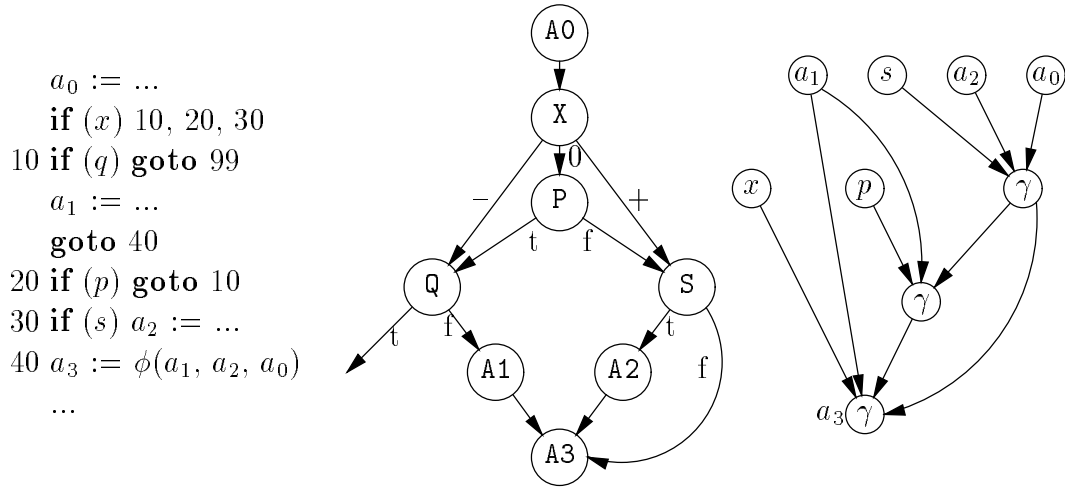 a₀ := ...
if (x) 10, 20, 30
10 if (q) goto 99
a₁ := ...
goto 40
20 if (p) goto 10
30 if (s) a₂ := ...
40 a₃ := ϕ(a₁, a₂, a₀)
...
A0
X
0
P
− +
t f
Q S
t f t
A1 A2 f
A3
a₁ s a₂ a₀
x p γ
γ
a₃ γ